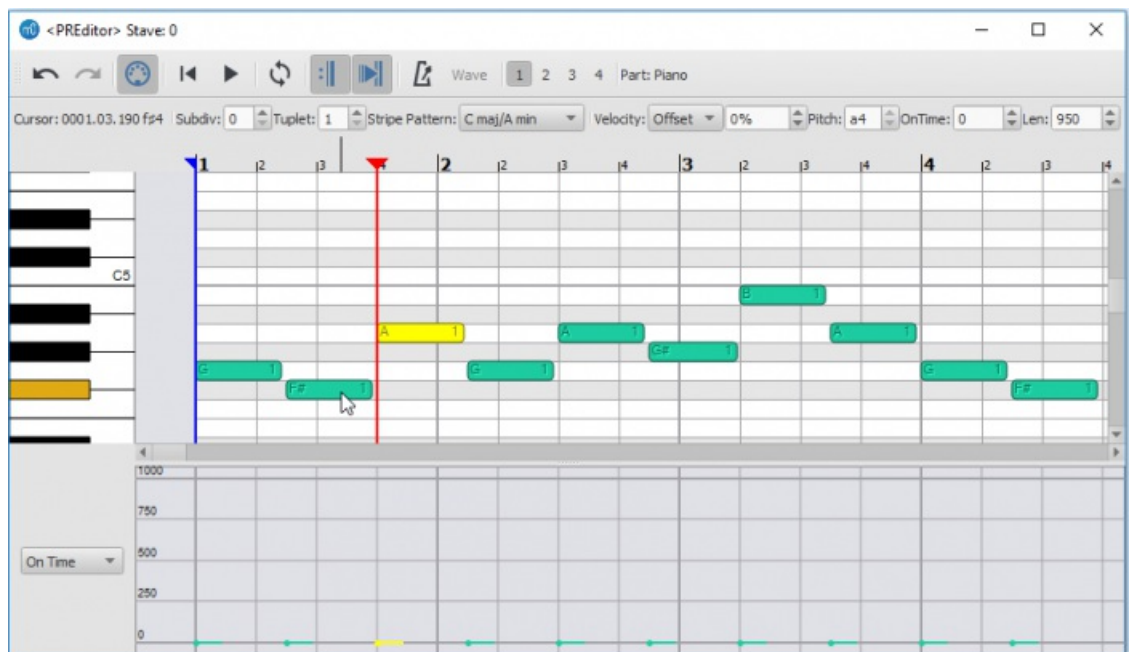 <PREditor> Stave: 0
Wave 1 2 3 4 Part: Piano
Cursor: 0001.03.190 f♯4 Subdiv: 0 Tuplet: 1 Stripe Pattern: C maj/A min Velocity: Offset 0% Pitch: a4 OnTime: 0 Len: 950
1 2 3 4 2 2 3 4 3 2 3 4 4 2 3 4
C5
B 1
A 1 A 1 A 1
G# 1
G 1 G 1 G 1
F# 1 F# 1
1000
750
On Time 500
250
0